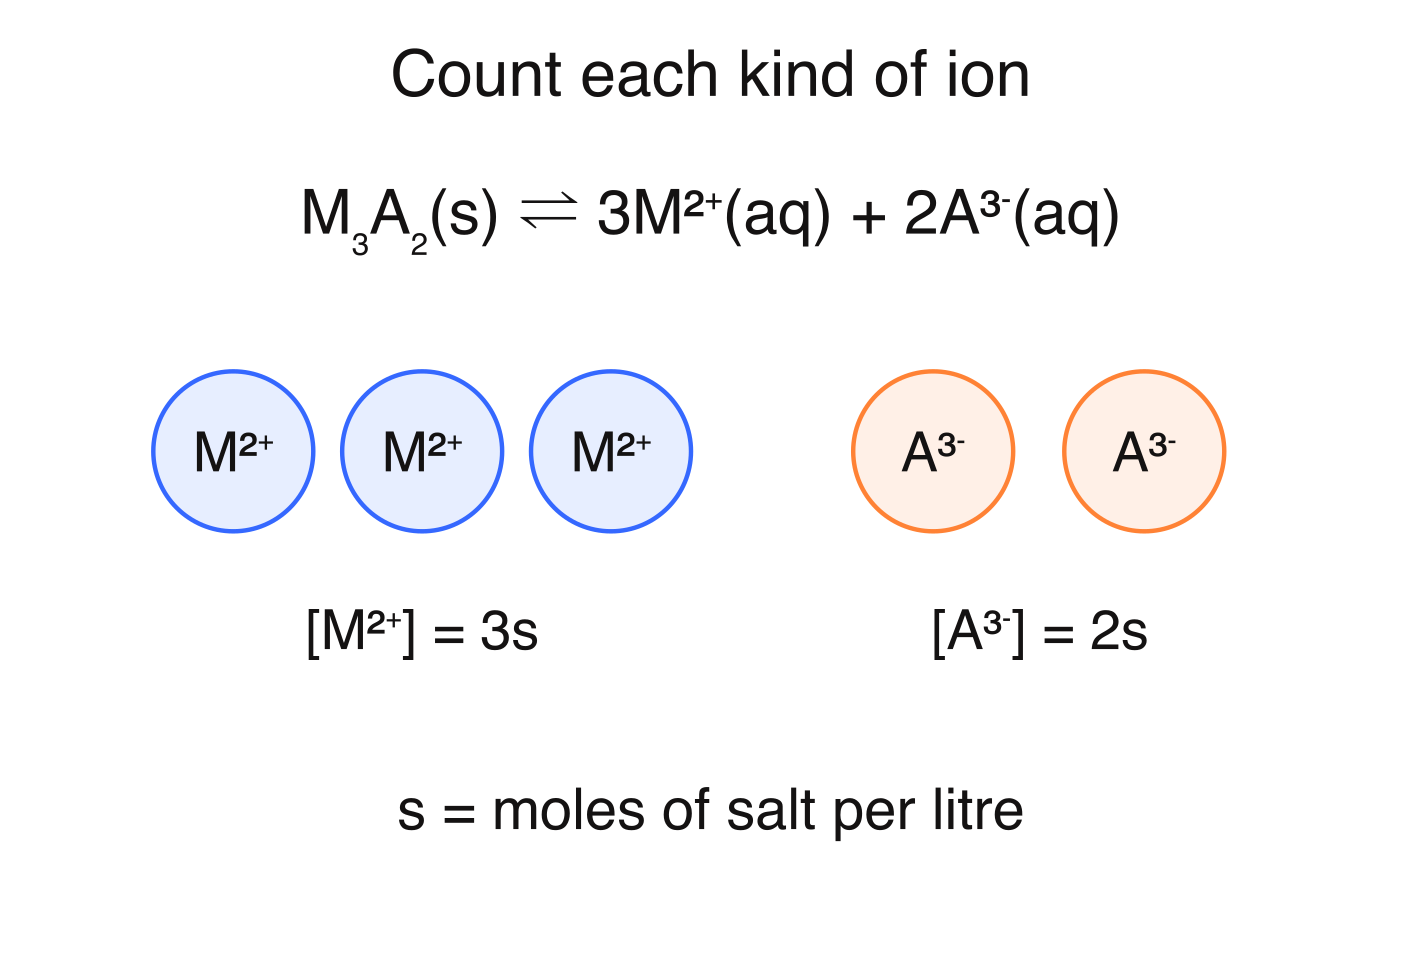 Count each kind of ion
M₃A₂(s) ⇌ 3M²⁺(aq) + 2A³⁻(aq)
M²⁺ M²⁺ M²⁺ A³⁻ A³⁻
[M²⁺] = 3s [A³⁻] = 2s
s = moles of salt per litre